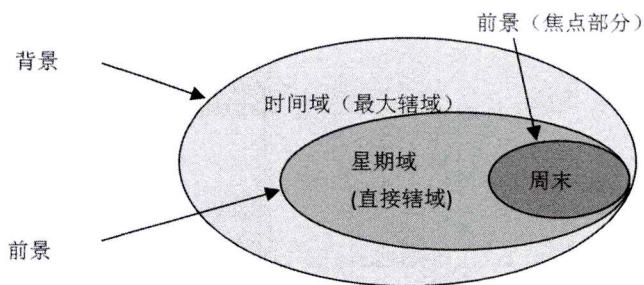 前景（焦点部分）
背景
时间域（最大辖域）
星期域
(直接辖域)
周末
前景